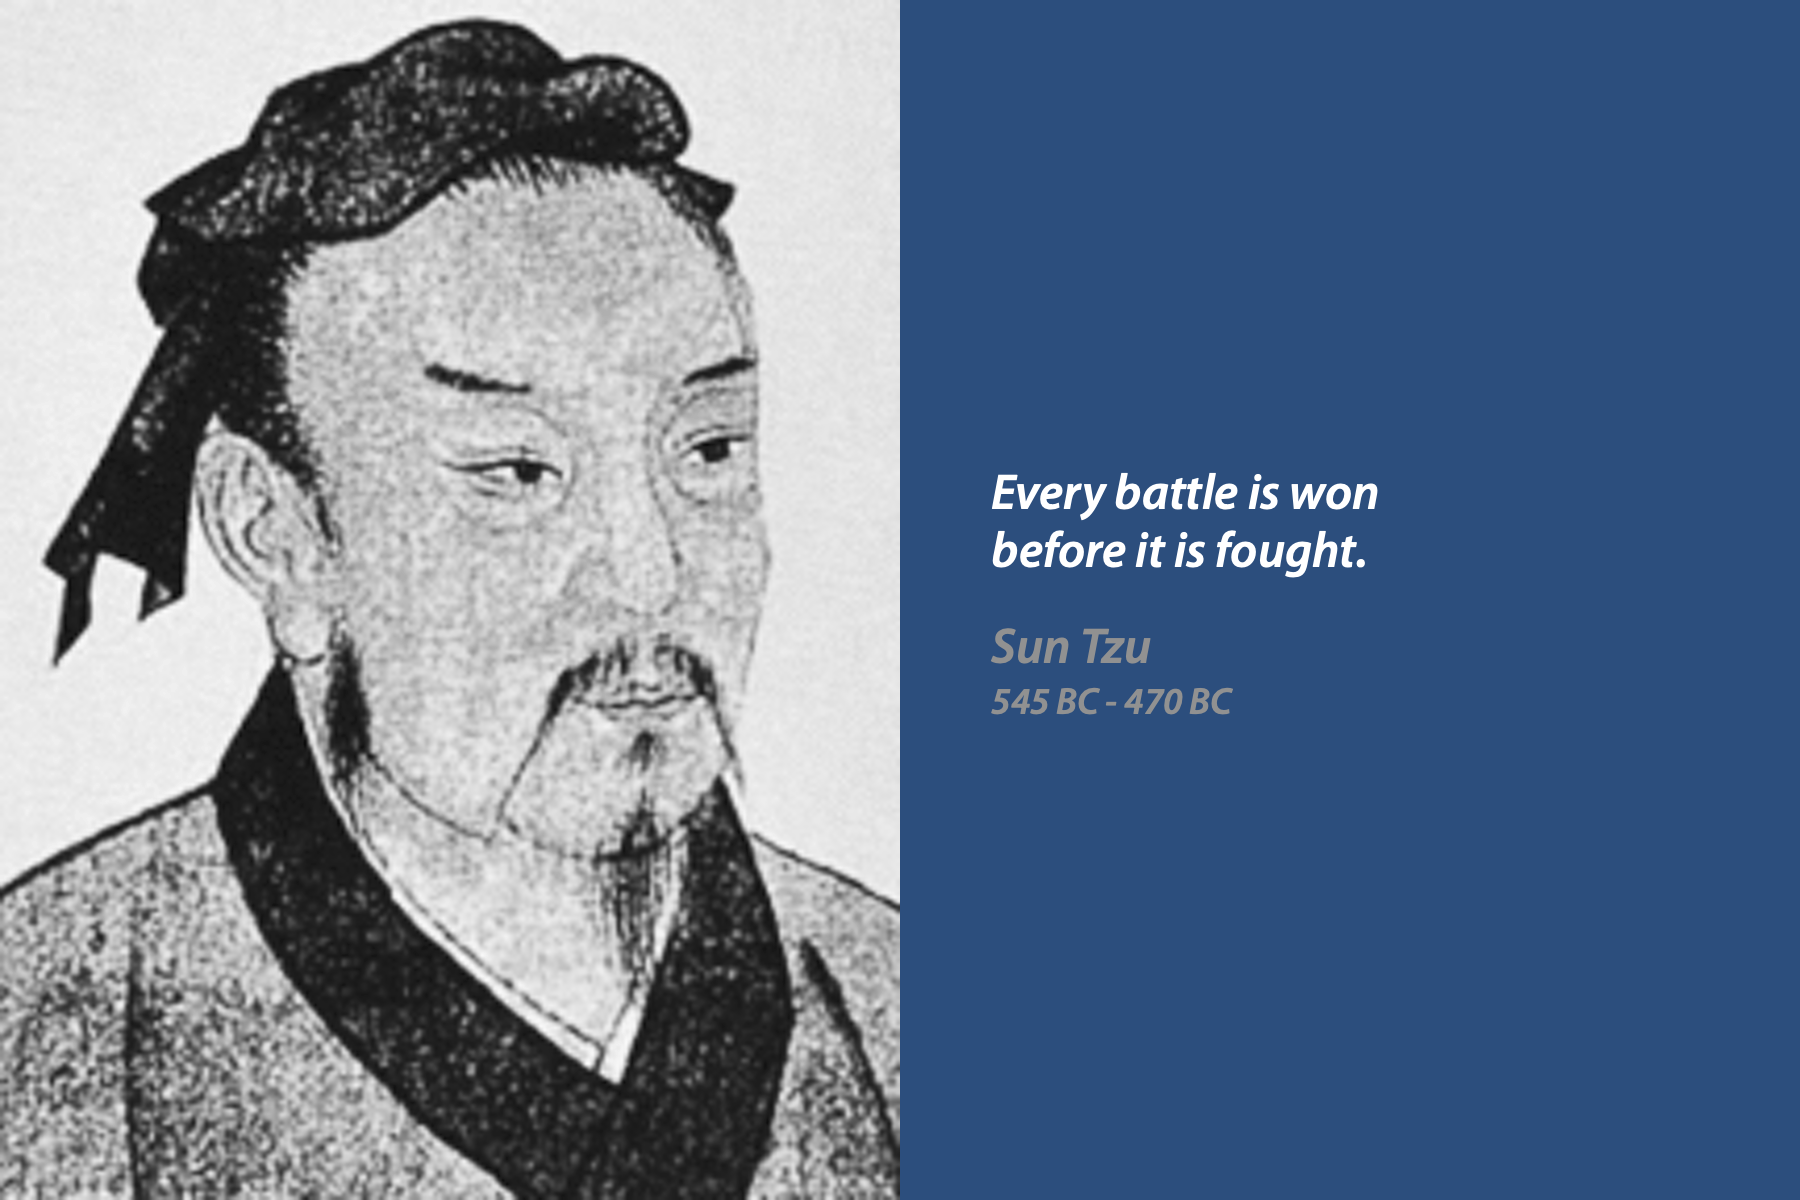 Every battle is won
before it is fought.
Sun Tzu
545 BC - 470 BC